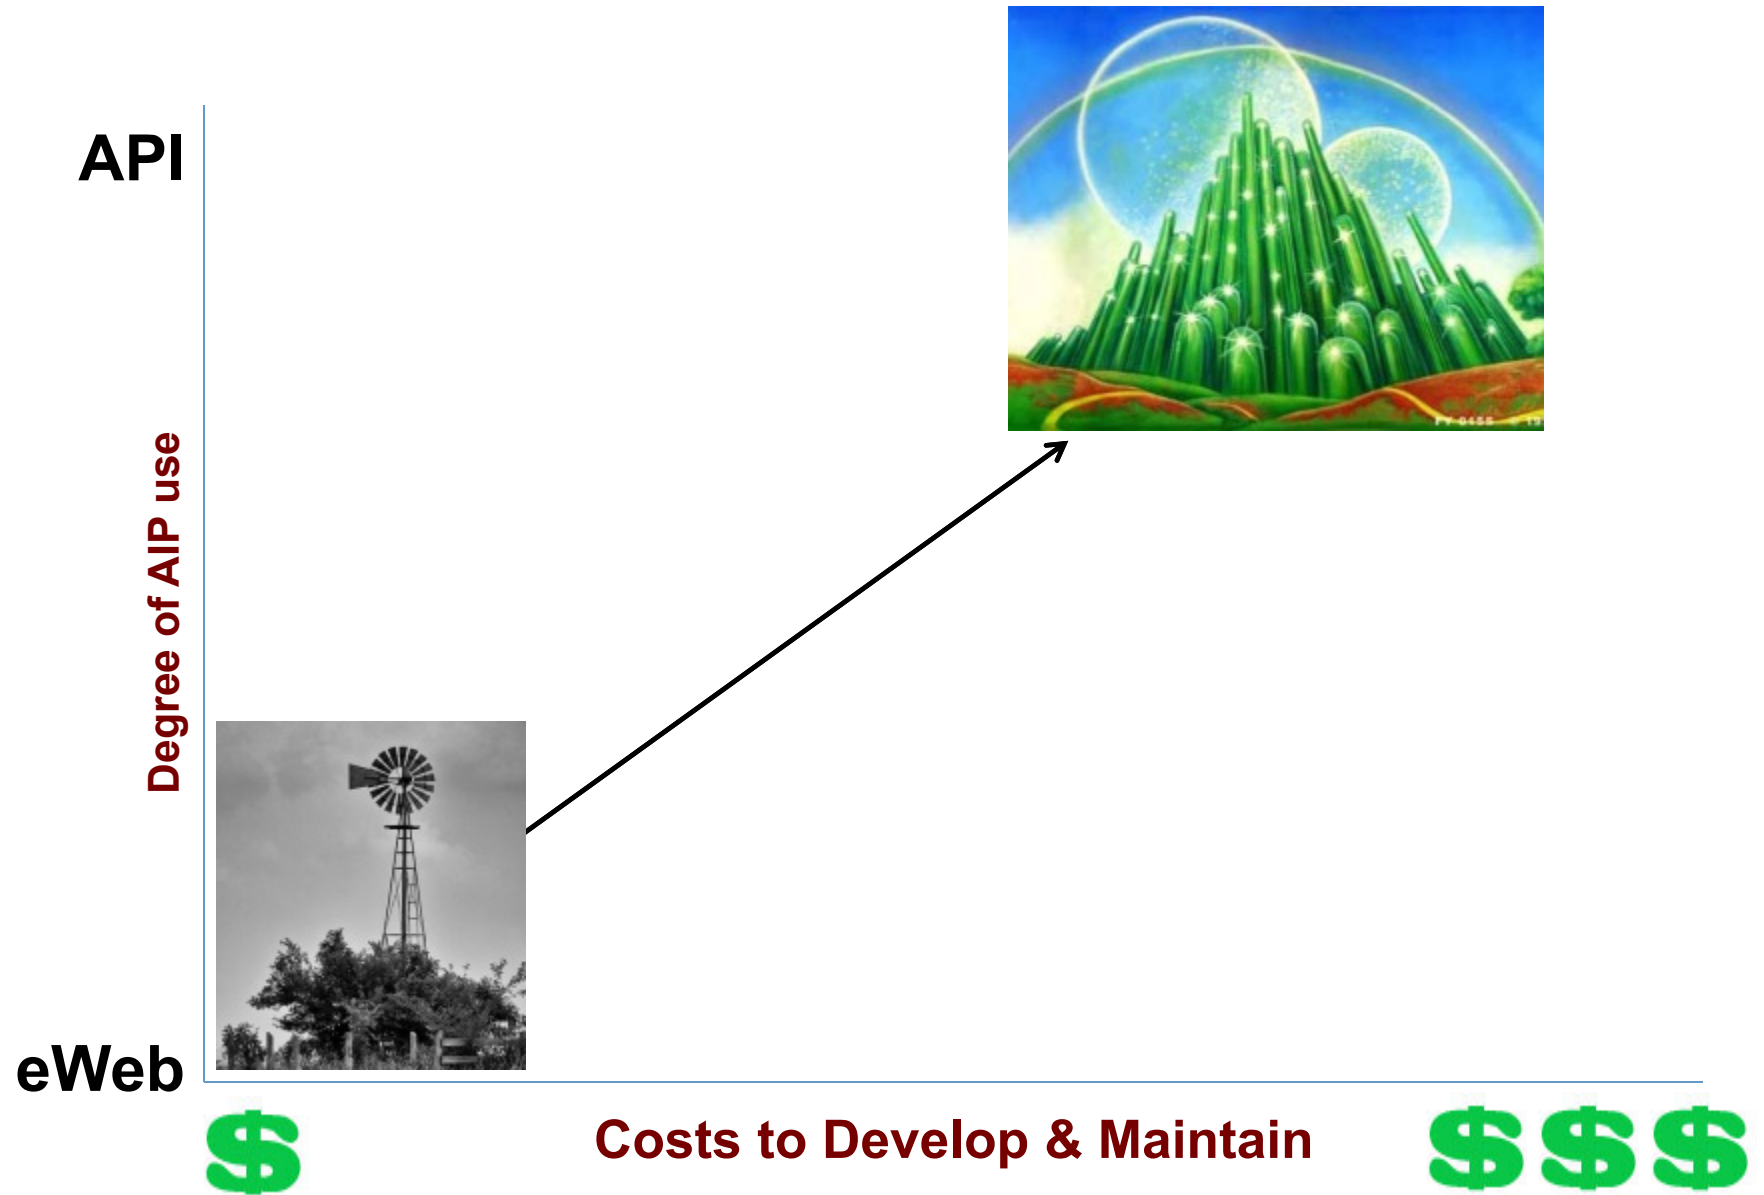 API
Degree of AIP use
eWeb
$
Costs to Develop & Maintain
$$$